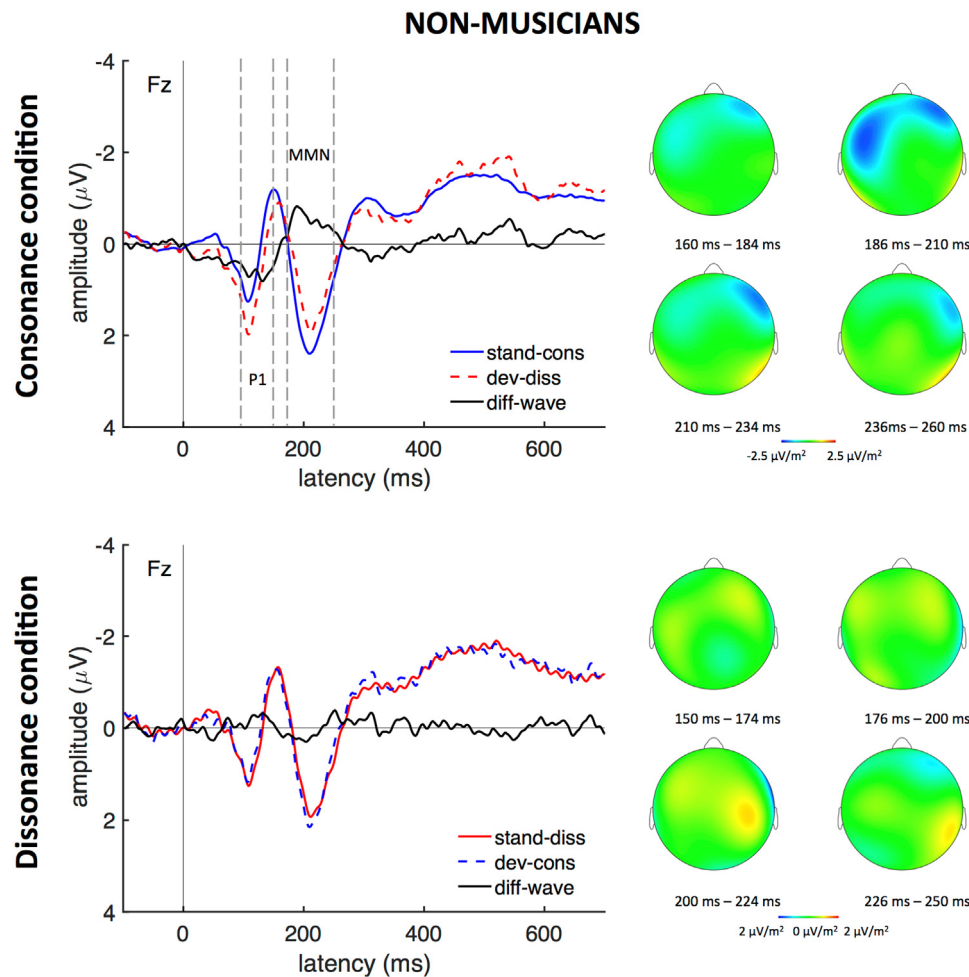 NON-MUSICIANS
Consonance condition
Fz
MMN
P1
-4
-2
0
2
4
amplitude (μV)
stand-cons
dev-diss
diff-wave
0 200 400 600
latency (ms)
160 ms – 184 ms 186 ms – 210 ms
210 ms – 234 ms 236ms – 260 ms
-2.5 μV/m² 2.5 μV/m²
Dissonance condition
Fz
-4
-2
0
2
4
amplitude (μV)
stand-diss
dev-cons
diff-wave
0 200 400 600
latency (ms)
150 ms – 174 ms 176 ms – 200 ms
200 ms – 224 ms 226 ms – 250 ms
2 μV/m² 0 μV/m² 2 μV/m²